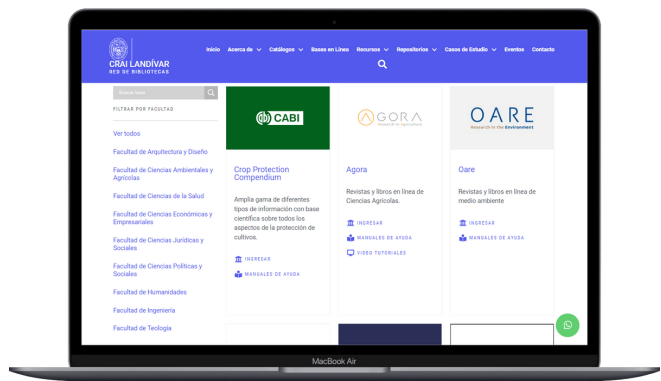 Inicio Acerca de Catálogos Bases en Línea Recursos Repositorios Casos de Estudio Eventos Contacto
CRAI LANDÍVAR
RED DE BIBLIOTECAS
FILTRAR POR FACULTAD
Ver todos
Facultad de Arquitectura y Diseño
Facultad de Ciencias Ambientales y
Agrícolas
Facultad de Ciencias de la Salud
Facultad de Ciencias Económicas y
Empresariales
Facultad de Ciencias Jurídicas y
Sociales
Facultad de Ciencias Políticas y
Sociales
Facultad de Humanidades
Facultad de Ingeniería
Facultad de Teología
CABI
Crop Protection
Compendium
Amplia gama de diferentes
tipos de información con base
científica sobre todos los
aspectos de la protección de
cultivos.
INGRESAR
MANUALES DE AYUDA
AGORA
Research in Agriculture
Agora
Revistas y libros en línea de
Ciencias Agrícolas.
INGRESAR
MANUALES DE AYUDA
VIDEO TUTORIALES
OARE
Research in the Environment
Oare
Revistas y libros en línea de
medio ambiente
INGRESAR
MANUALES DE AYUDA
MacBook Air